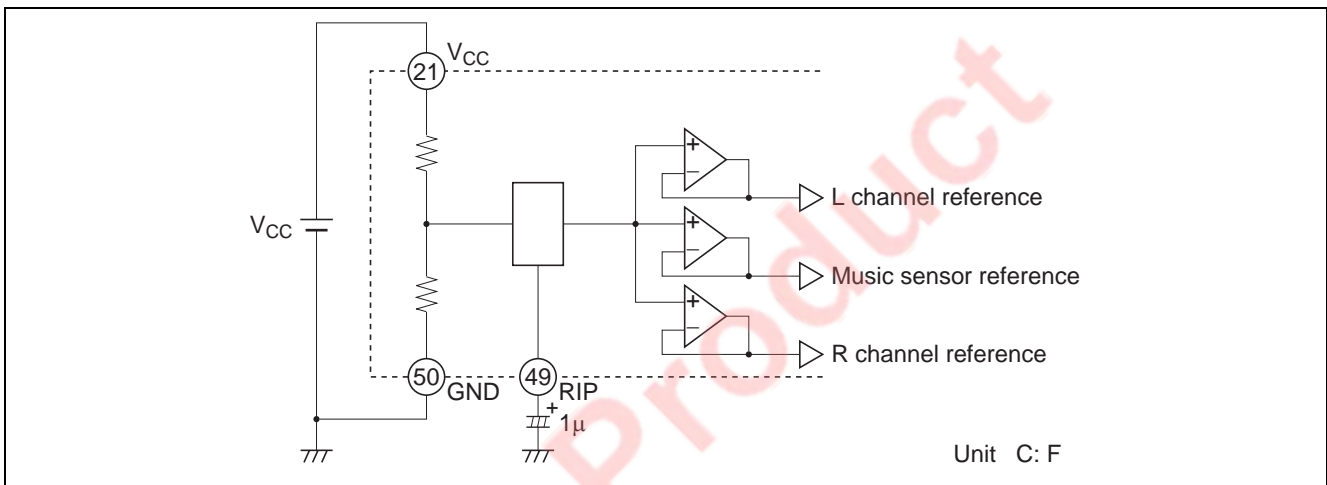 21 VCC
+
−
L channel reference
VCC
+
−
Music sensor reference
+
−
R channel reference
50 GND
49 RIP
+
1μ
Unit C: F
Product